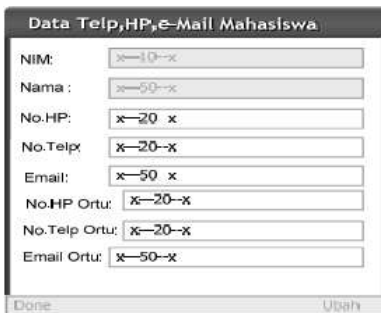 Data Telp,HP,e-Mail Mahasiswa
NIM: x—10--x
Nama : x—50--x
No.HP: x—20 x
No.Telp: x—20--x
Email: x—50 x
No.HP Ortu: x—20--x
No.Telp Ortu: x—20--x
Email Ortu: x—50--x
Done Ubah